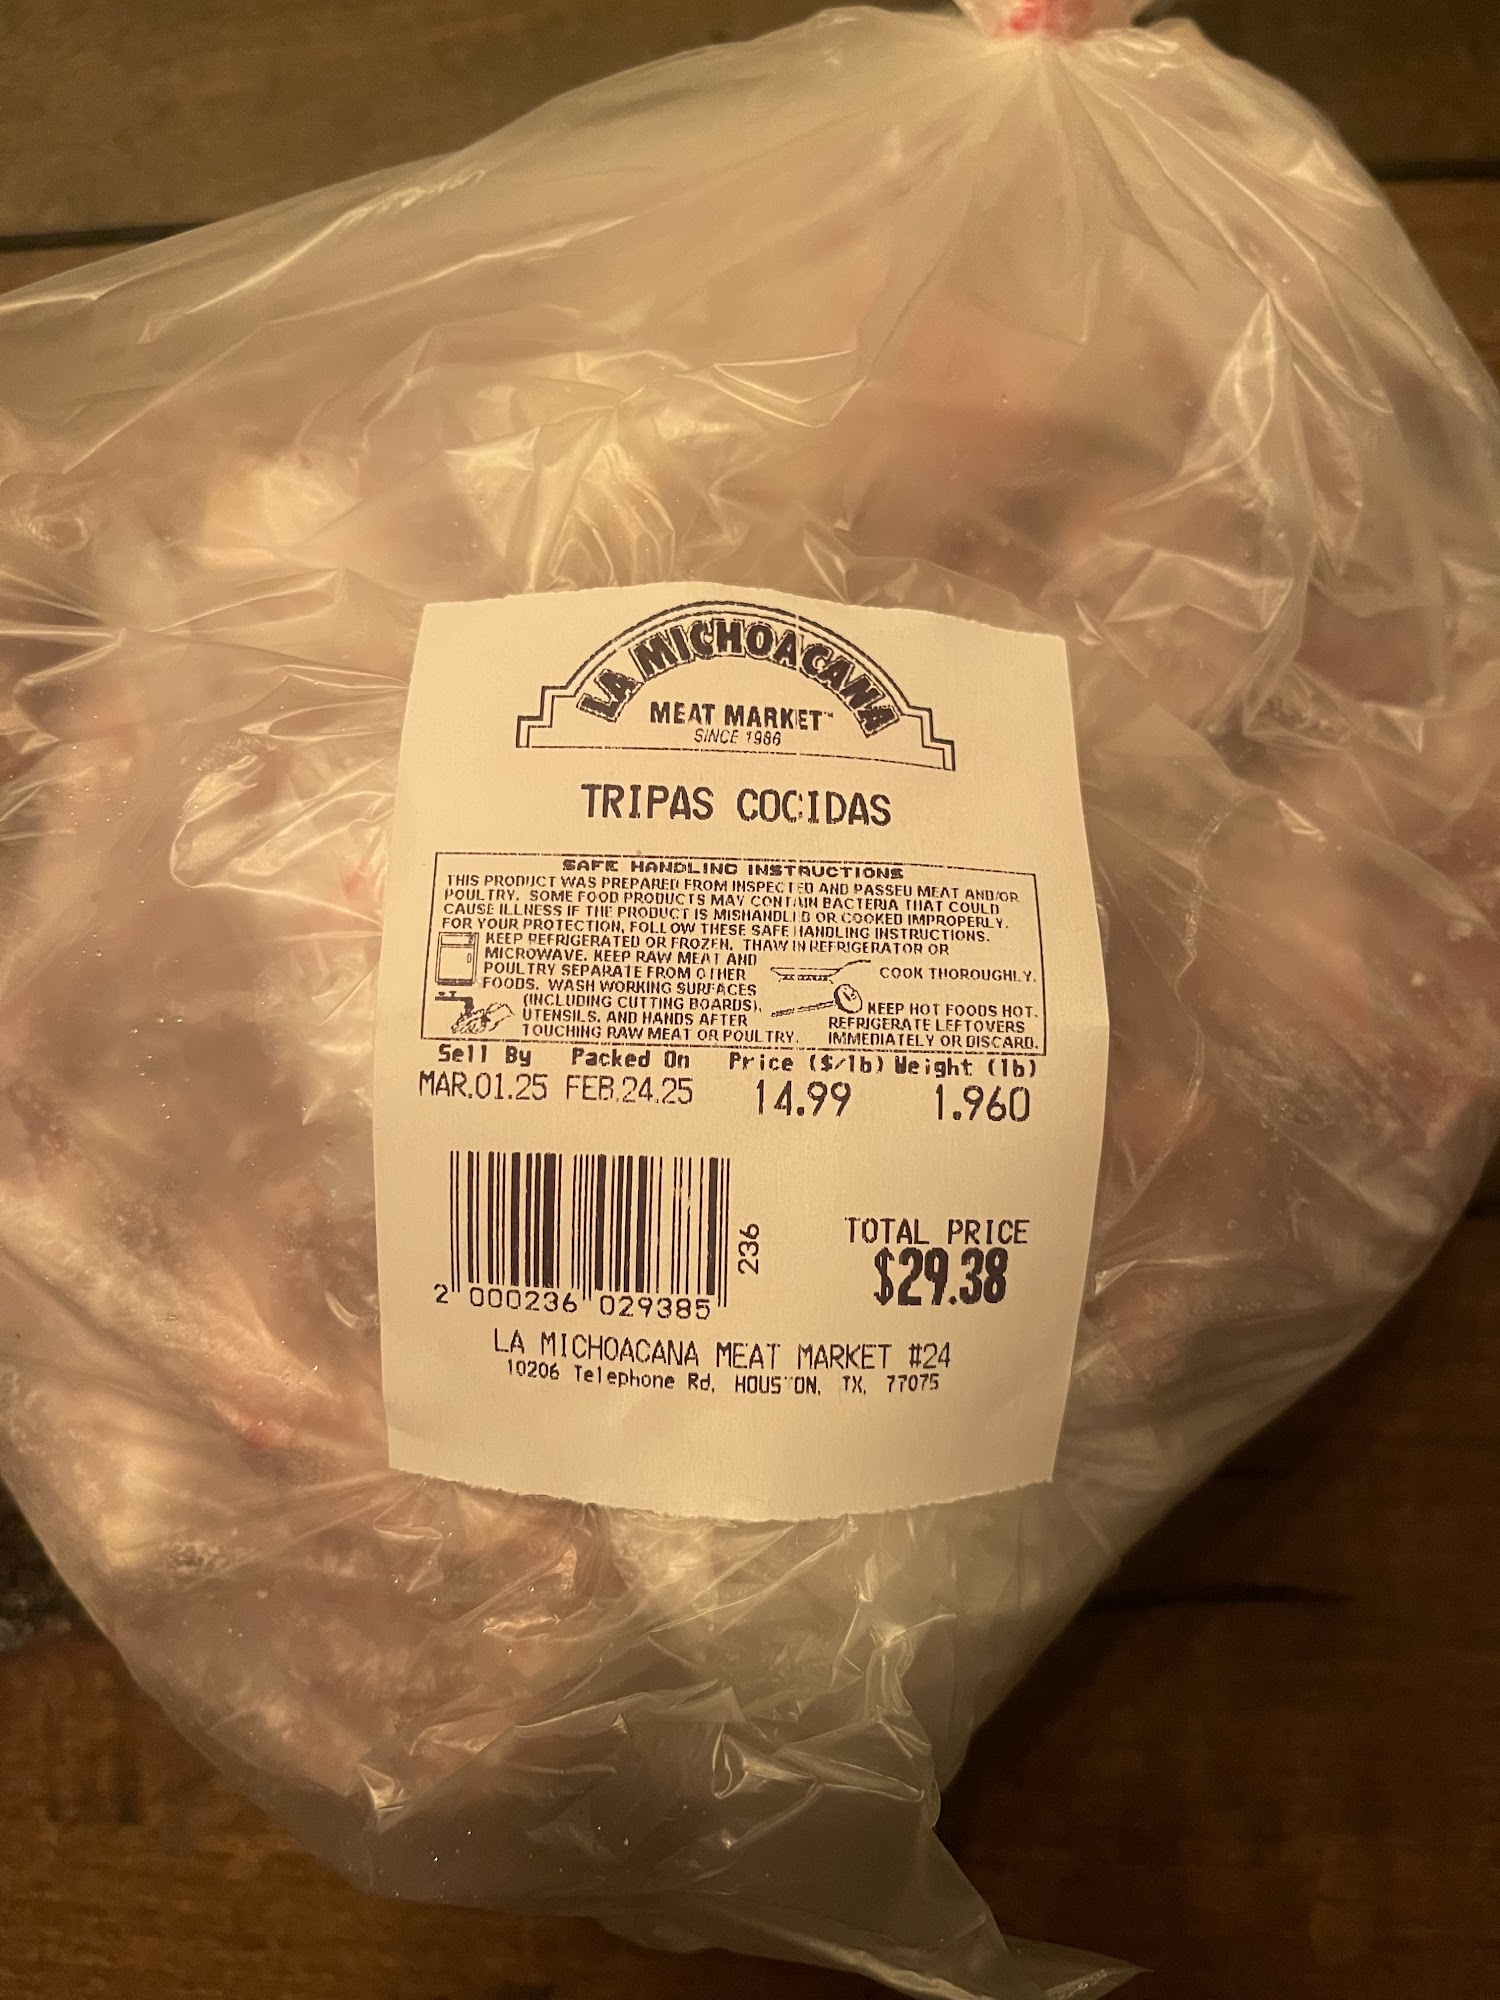 LA MICHOACANA
MEAT MARKET™
SINCE 1986
TRIPAS COCIDAS
SAFE HANDLING INSTRUCTIONS
THIS PRODUCT WAS PREPARED FROM INSPECTED AND PASSED MEAT AND/OR
POULTRY. SOME FOOD PRODUCTS MAY CONTAIN BACTERIA THAT COULD
CAUSE ILLNESS IF THE PRODUCT IS MISHANDLED OR COOKED IMPROPERLY.
FOR YOUR PROTECTION, FOLLOW THESE SAFE HANDLING INSTRUCTIONS.
KEEP REFRIGERATED OR FROZEN. THAW IN REFRIGERATOR OR
MICROWAVE. KEEP RAW MEAT AND
POULTRY SEPARATE FROM OTHER
FOODS. WASH WORKING SURFACES
(INCLUDING CUTTING BOARDS),
UTENSILS, AND HANDS AFTER
TOUCHING RAW MEAT OR POULTRY.
COOK THOROUGHLY.
KEEP HOT FOODS HOT.
REFRIGERATE LEFTOVERS
IMMEDIATELY OR DISCARD.
Sell By Packed On Price ($/lb) Weight (lb)
MAR.01.25 FEB.24.25 14.99 1.960
236
2 000236 029385
TOTAL PRICE
$29.38
LA MICHOACANA MEAT MARKET #24
10206 Telephone Rd, HOUSTON, TX, 77075